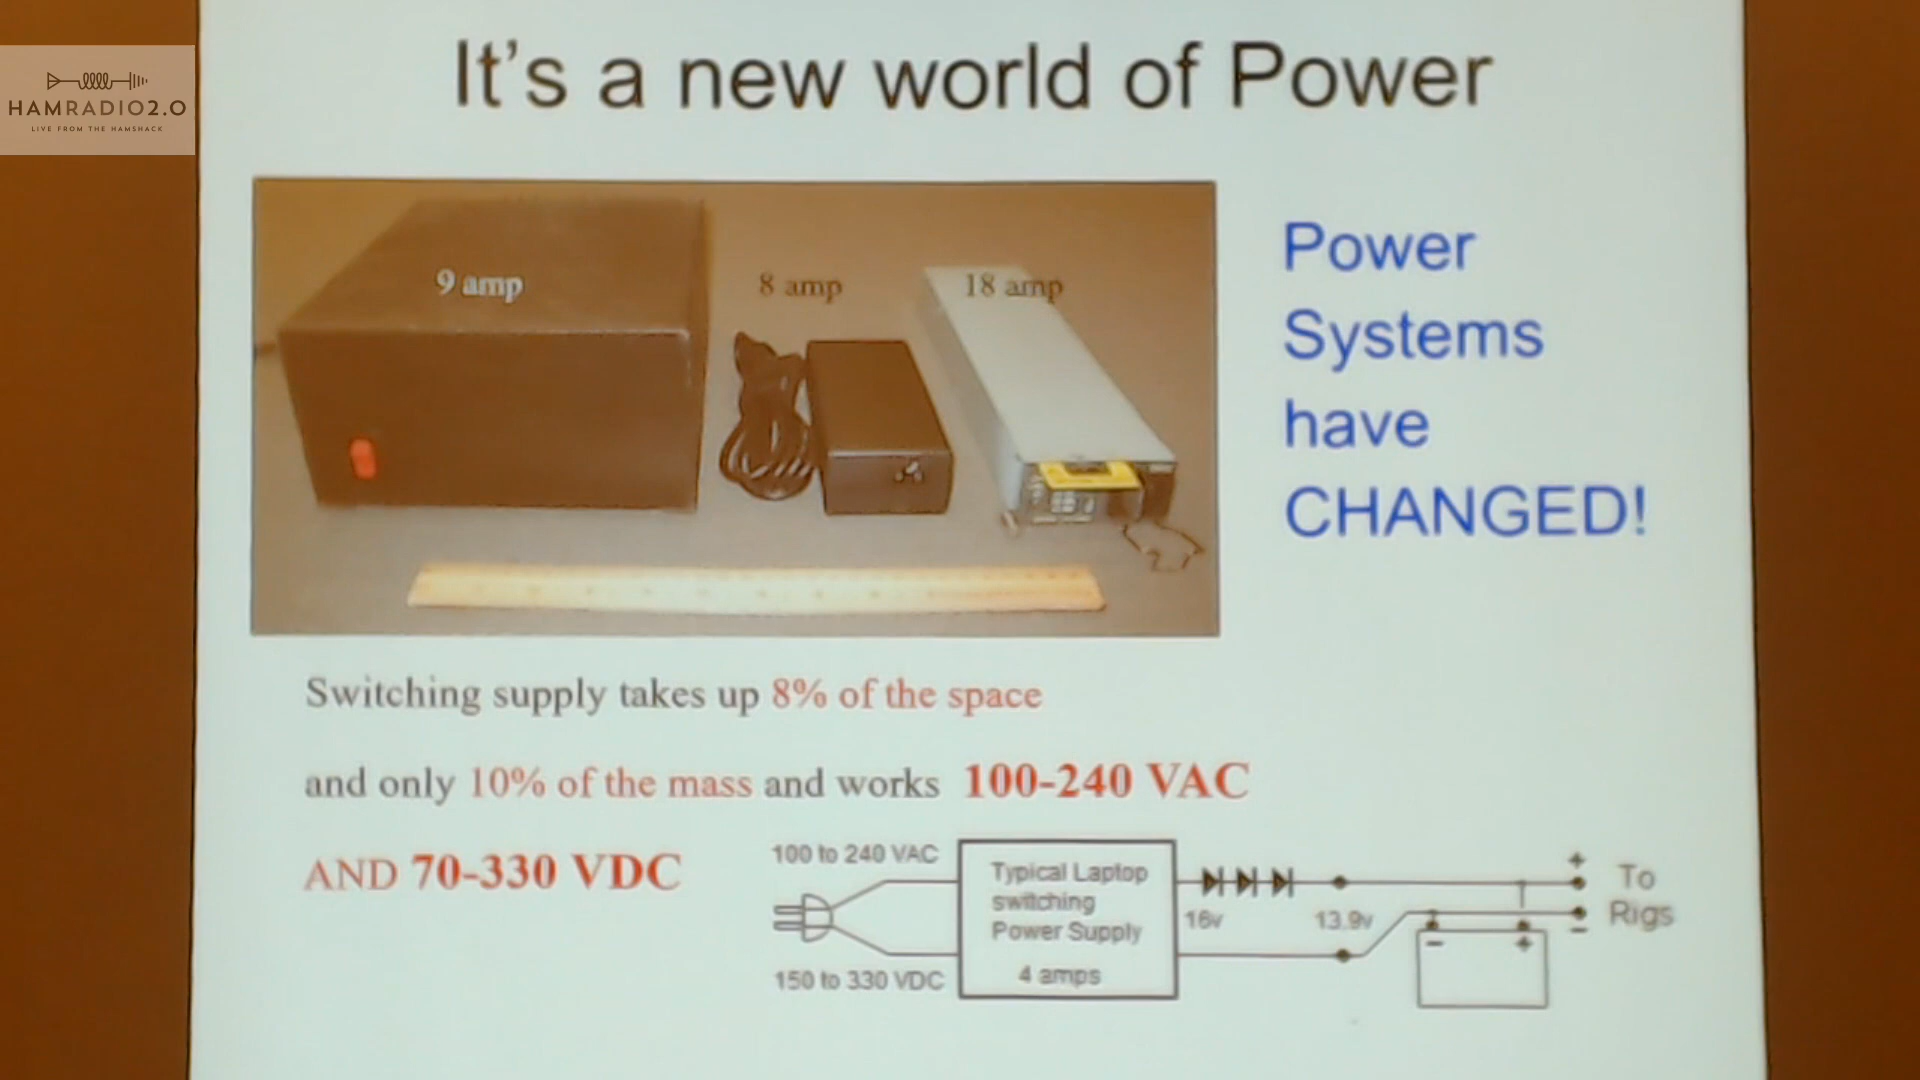 HAMRADIO2.0
LIVE FROM THE HAMSHACK
It's a new world of Power
9 amp
8 amp
18 amp
Power
Systems
have
CHANGED!
Switching supply takes up 8% of the space
and only 10% of the mass and works 100-240 VAC
AND 70-330 VDC
100 to 240 VAC
150 to 330 VDC
Typical Laptop
switching
Power Supply
4 amps
16v
13.9v
+
-
- +
To
Rigs